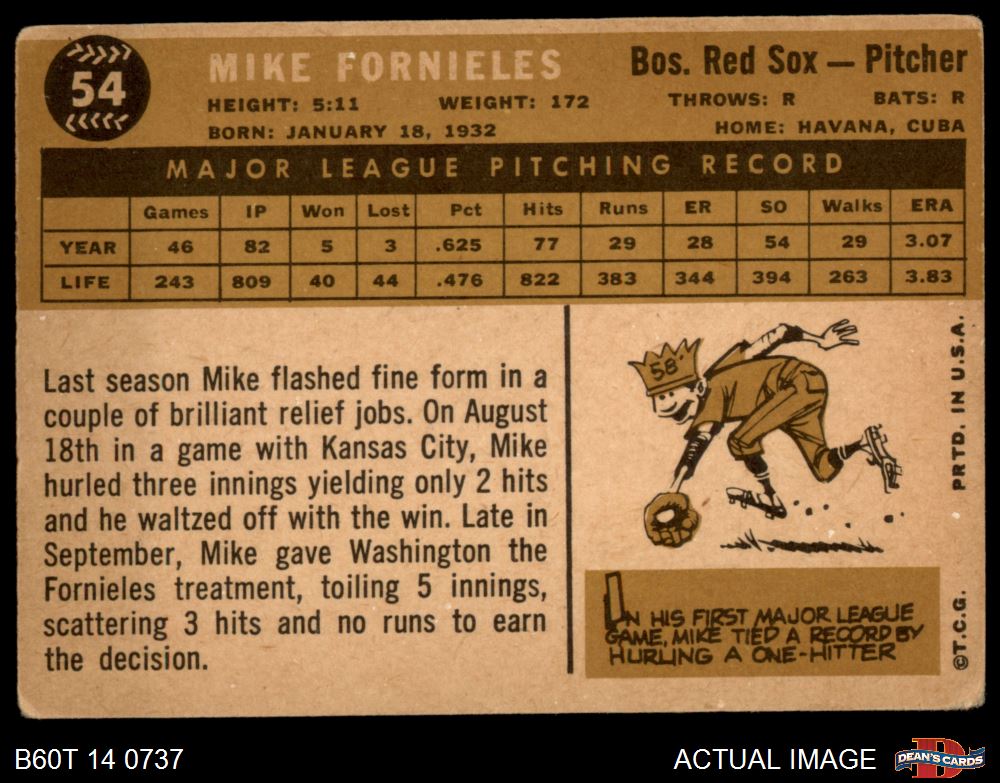 54
MIKE FORNIELES
Bos. Red Sox — Pitcher
HEIGHT: 5:11 WEIGHT: 172 THROWS: R BATS: R
BORN: JANUARY 18, 1932 HOME: HAVANA, CUBA
MAJOR LEAGUE PITCHING RECORD
Games IP Won Lost Pct Hits Runs ER SO Walks ERA
YEAR 46 82 5 3 .625 77 29 28 54 29 3.07
LIFE 243 809 40 44 .476 822 383 344 394 263 3.83
Last season Mike flashed fine form in a
couple of brilliant relief jobs. On August
18th in a game with Kansas City, Mike
hurled three innings yielding only 2 hits
and he waltzed off with the win. Late in
September, Mike gave Washington the
Fornieles treatment, toiling 5 innings,
scattering 3 hits and no runs to earn
the decision.
58
IN HIS FIRST MAJOR LEAGUE
GAME, MIKE TIED A RECORD BY
HURLING A ONE-HITTER
©T.C.G. PRTD. IN U.S.A.
B60T 14 0737
ACTUAL IMAGE
D
DEAN'S CARDS